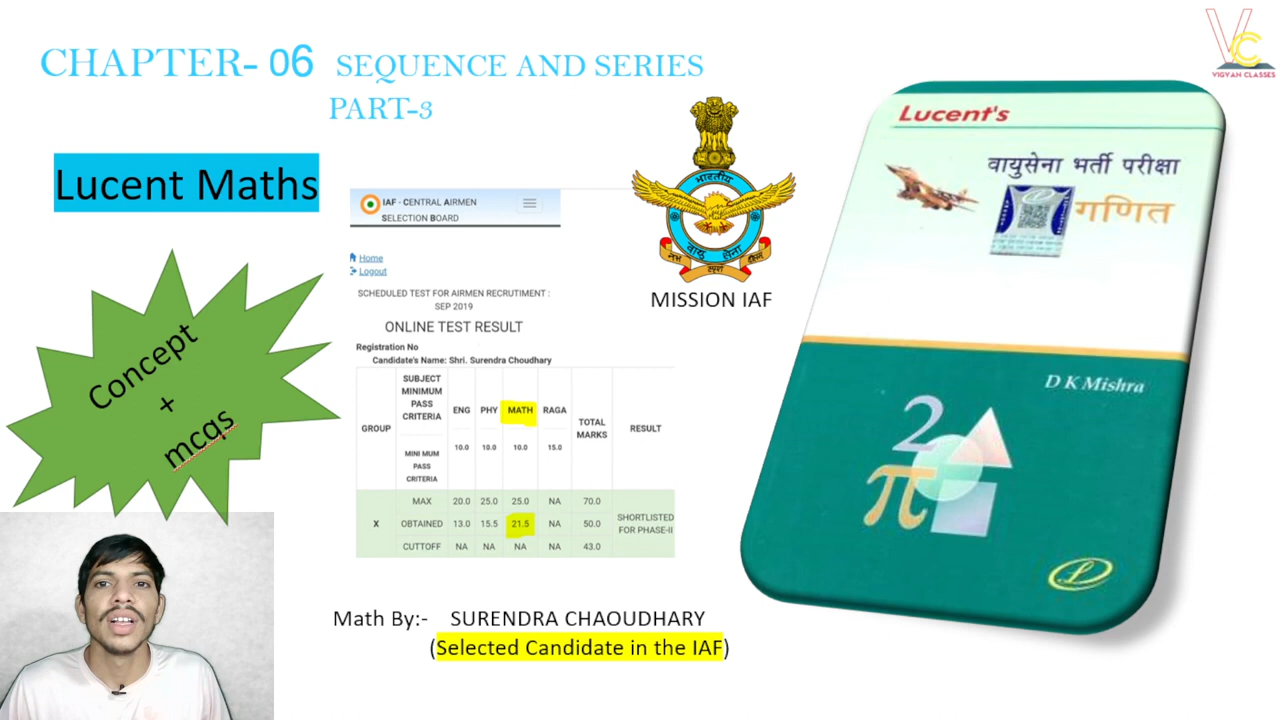 CHAPTER- 06 SEQUENCE AND SERIES
PART-3
VC
VIGYAN CLASSES
Lucent Maths
Concept
+
mcqs
IAF - CENTRAL AIRMEN
SELECTION BOARD
Home
Logout
SCHEDULED TEST FOR AIRMEN RECRUTIMENT :
SEP 2019
ONLINE TEST RESULT
Registration No
Candidate's Name: Shri. Surendra Choudhary
GROUP
SUBJECT MINIMUM PASS CRITERIA ENG PHY MATH RAGA TOTAL MARKS RESULT
MINI MUM PASS CRITERIA 10.0 10.0 10.0 15.0
MAX 20.0 25.0 25.0 NA 70.0
X OBTAINED 13.0 15.5 21.5 NA 50.0 SHORTLISTED FOR PHASE-II
CUTTOFF NA NA NA NA 43.0
भारतीय
वायु सेना
नभः स्पृशं दीप्तम्
MISSION IAF
Math By:- SURENDRA CHAOUDHARY
(Selected Candidate in the IAF)
Lucent's
वायुसेना भर्ती परीक्षा
गणित
D K Mishra
2
π
L